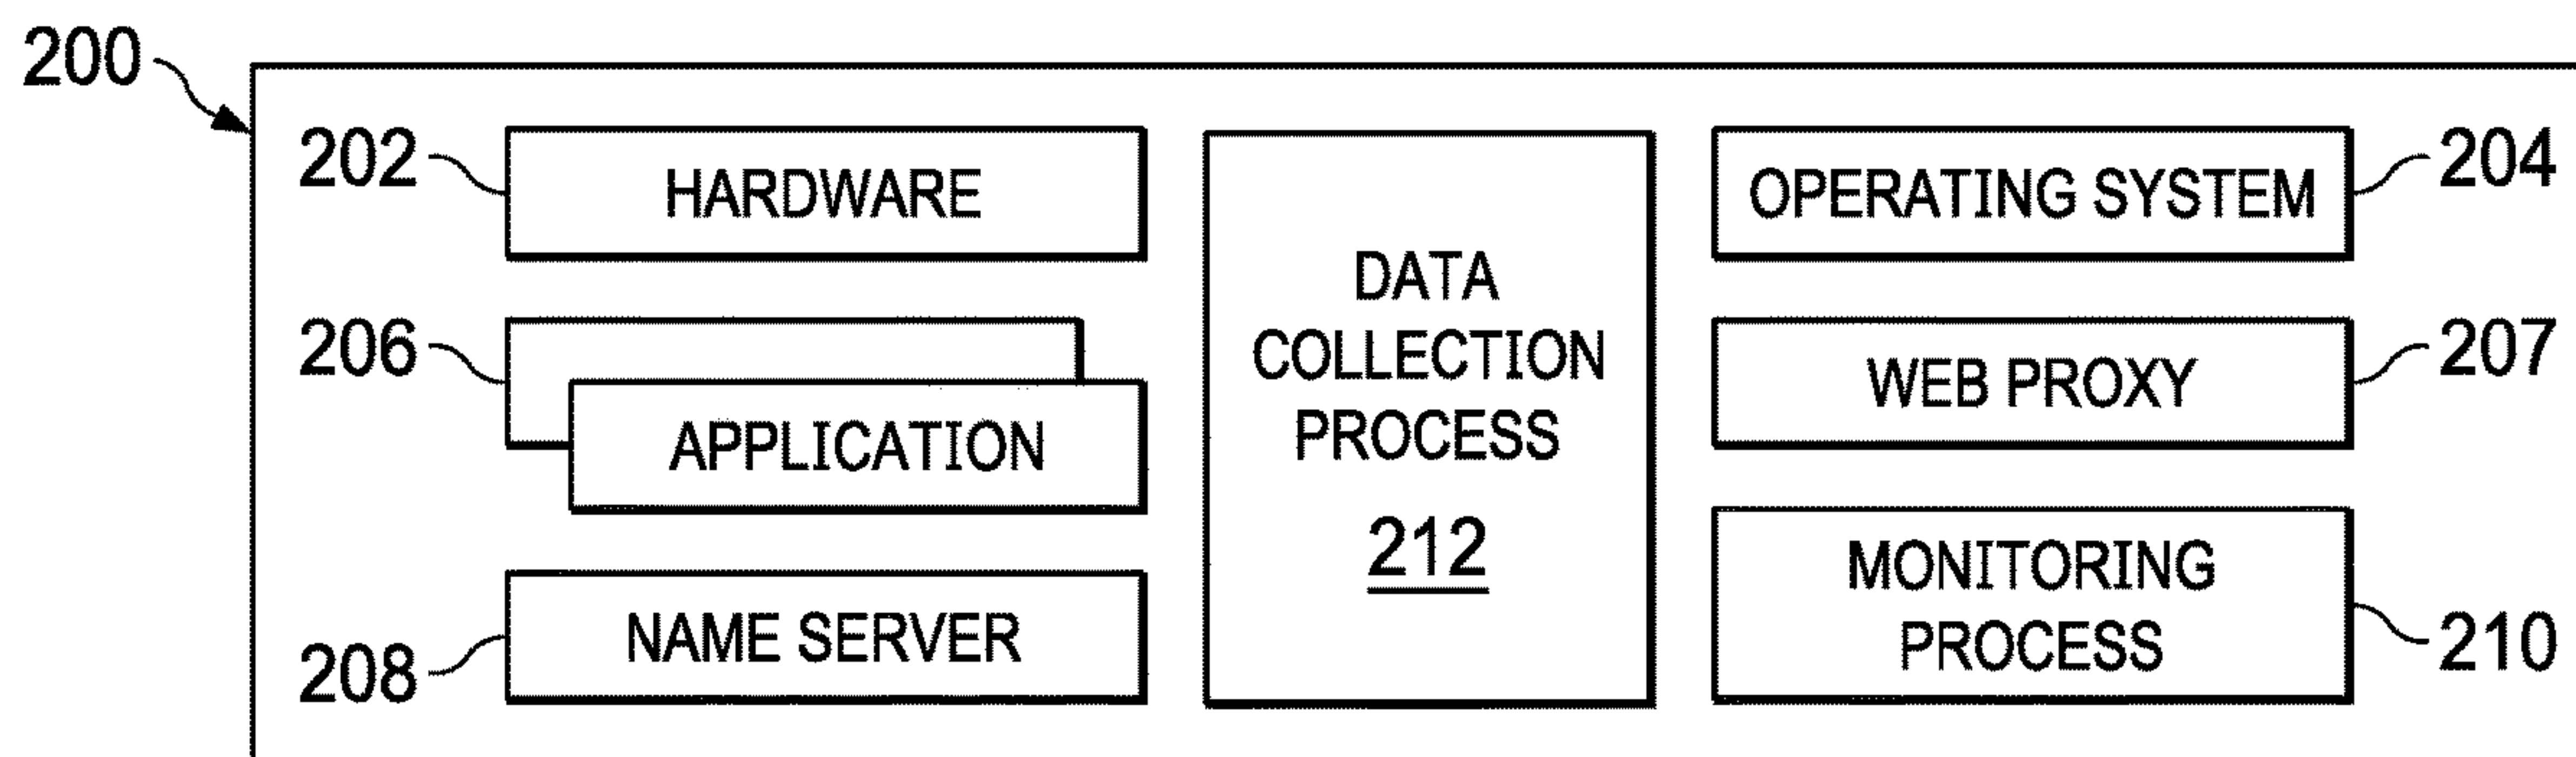 200
202
HARDWARE
206
APPLICATION
208
NAME SERVER
DATA
COLLECTION
PROCESS
212
OPERATING SYSTEM
204
WEB PROXY
207
MONITORING
PROCESS
210